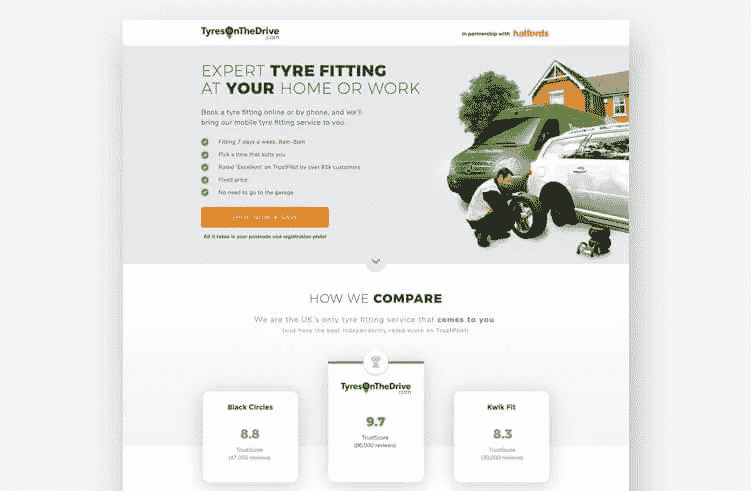 TyresOnTheDrive
.com
In partnership with halfords
EXPERT TYRE FITTING
AT YOUR HOME OR WORK
Book a tyre fitting online or by phone, and we'll
bring our mobile tyre fitting service to you.
Fitting 7 days a week, 8am-8pm
Pick a time that suits you
Rated 'Excellent' on TrustPilot by over 81k customers
Fixed price
No need to go to the garage
All it takes is your postcode and registration plate!
HOW WE COMPARE
We are the UK's only tyre fitting service that comes to you
(and have the best independently rated score on TrustPilot)
TyresOnTheDrive
.com
Black Circles
Kwik Fit
9.7
8.8
8.3
TrustScore
(86,000 reviews)
TrustScore
(47,000 reviews)
TrustScore
(30,000 reviews)